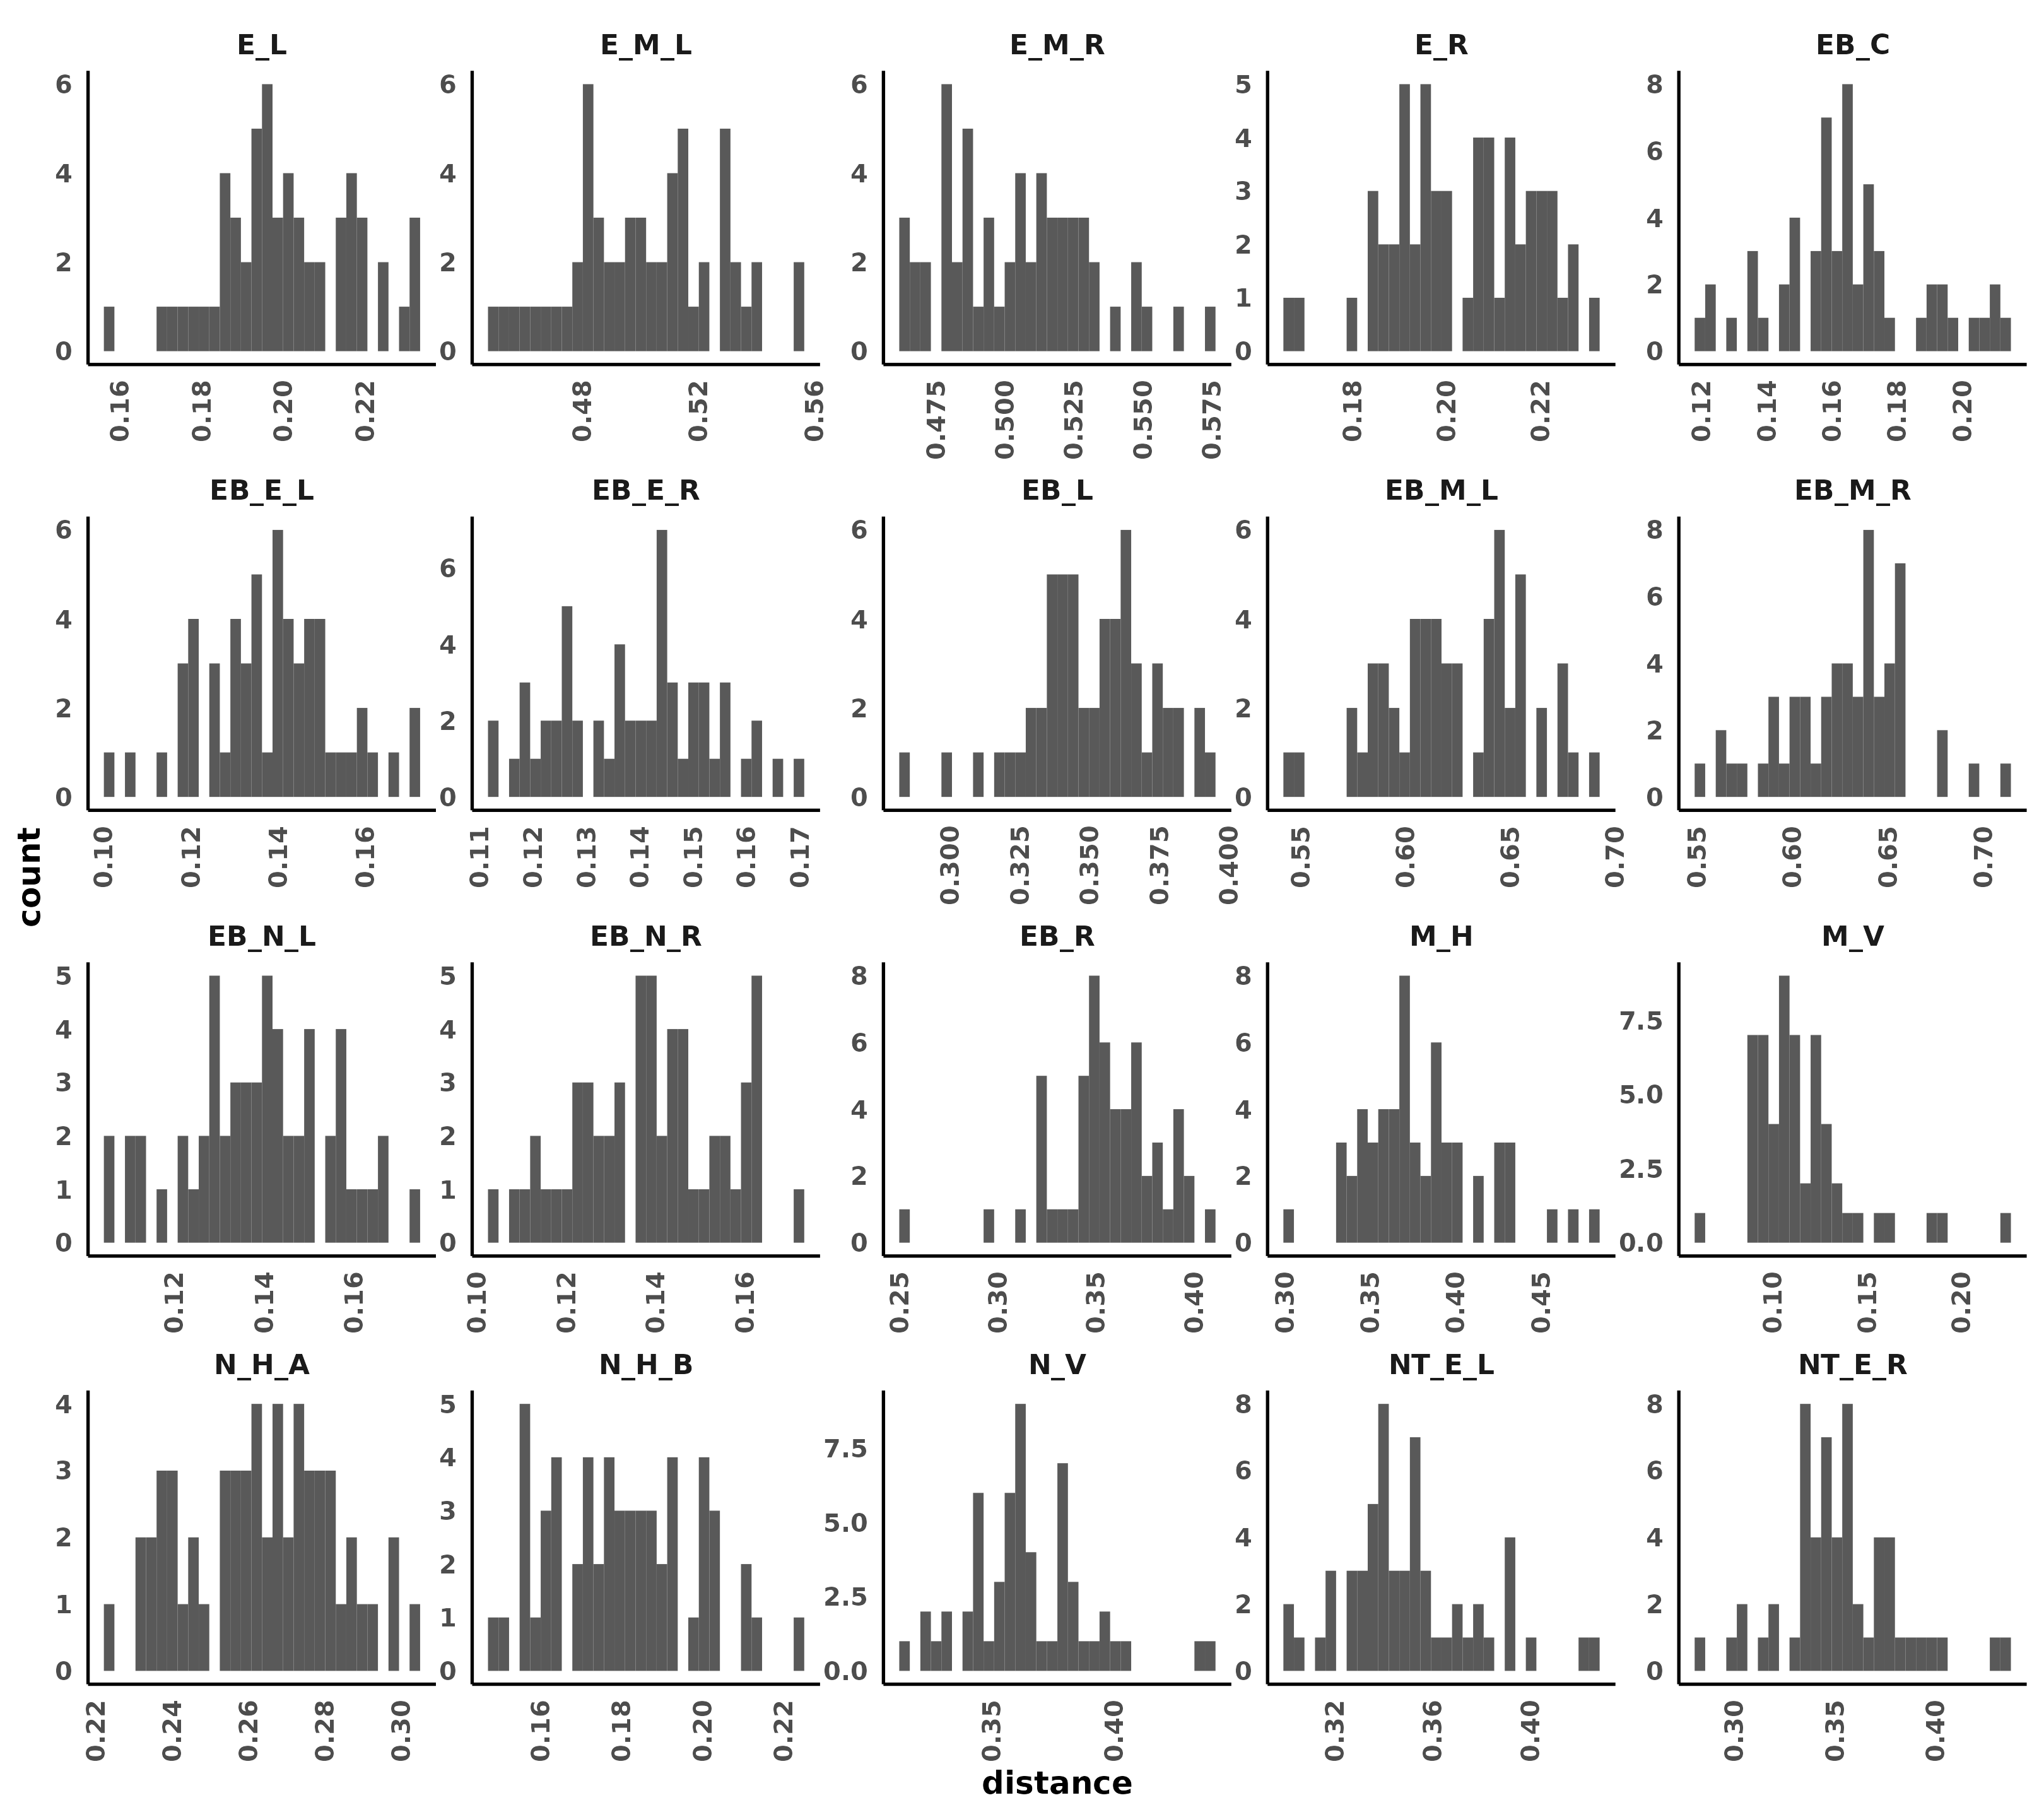 E_L E_M_L E_M_R E_R EB_C
6 4 2 0 6 4 2 0 6 4 2 0 5 4 3 2 1 0 8 6 4 2 0
0.16 0.18 0.20 0.22 0.48 0.52 0.56 0.475 0.500 0.525 0.550 0.575 0.18 0.20 0.22 0.12 0.14 0.16 0.18 0.20
EB_E_L EB_E_R EB_L EB_M_L EB_M_R
6 4 2 0 6 4 2 0 6 4 2 0 6 4 2 0 8 6 4 2 0
0.10 0.12 0.14 0.16 0.11 0.12 0.13 0.14 0.15 0.16 0.17 0.300 0.325 0.350 0.375 0.400 0.55 0.60 0.65 0.70 0.55 0.60 0.65 0.70
count
EB_N_L EB_N_R EB_R M_H M_V
5 4 3 2 1 0 5 4 3 2 1 0 8 6 4 2 0 8 6 4 2 0 7.5 5.0 2.5 0.0
0.12 0.14 0.16 0.10 0.12 0.14 0.16 0.25 0.30 0.35 0.40 0.30 0.35 0.40 0.45 0.10 0.15 0.20
N_H_A N_H_B N_V NT_E_L NT_E_R
4 3 2 1 0 5 4 3 2 1 0 7.5 5.0 2.5 0.0 8 6 4 2 0 8 6 4 2 0
0.22 0.24 0.26 0.28 0.30 0.16 0.18 0.20 0.22 0.35 0.40 0.32 0.36 0.40 0.30 0.35 0.40
distance